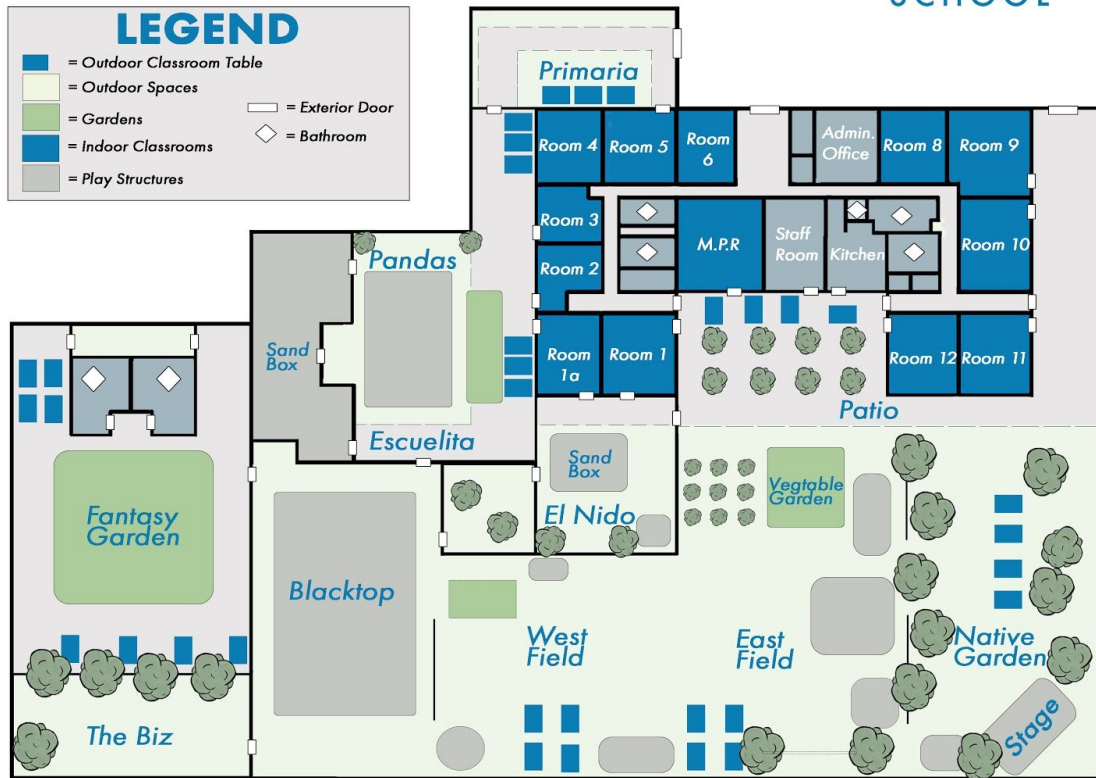 SCHOOL
LEGEND
= Outdoor Classroom Table
= Outdoor Spaces
= Gardens
= Indoor Classrooms
= Play Structures
= Exterior Door
= Bathroom
Primaria
Room 4
Room 5
Room
6
Admin.
Office
Room 8
Room 9
Room 3
Room 2
M.P.R
Staff
Room
Kitchen
Room 10
Pandas
Sand
Box
Room
1a
Room 1
Room 12
Room 11
Patio
Escuelita
Sand
Box
El Nido
Vegtable
Garden
Fantasy
Garden
Blacktop
West
Field
East
Field
Native
Garden
The Biz
Stage